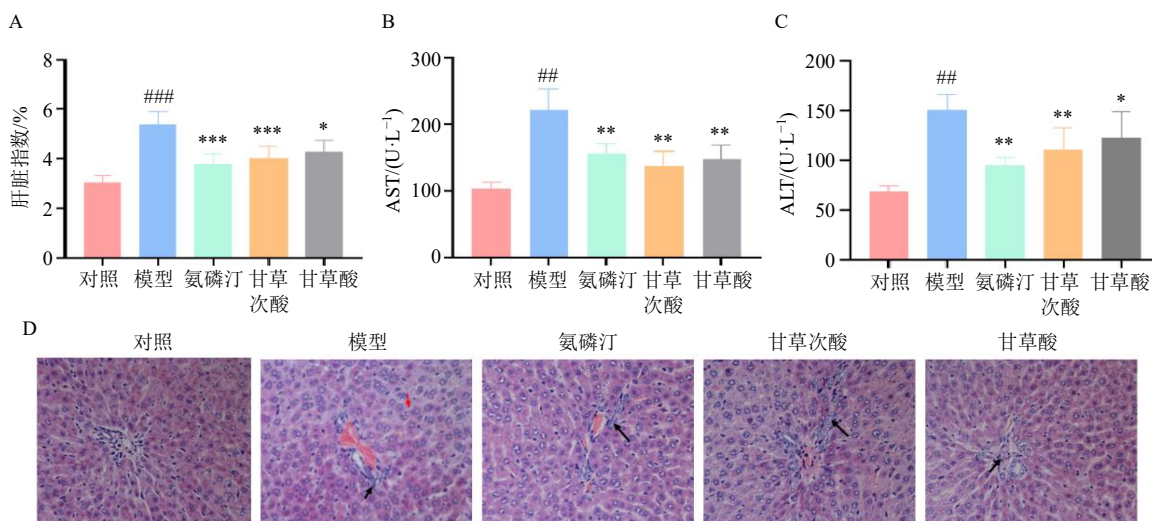 A
肝脏指数/%
8
6
4
2
0
###
***
***
*
对照
模型
氨磷汀
甘草
次酸
甘草酸
B
AST/(U·L⁻¹)
300
200
100
0
##
**
**
**
对照
模型
氨磷汀
甘草
次酸
甘草酸
C
ALT/(U·L⁻¹)
200
150
100
50
0
##
**
**
*
对照
模型
氨磷汀
甘草
次酸
甘草酸
D
对照
模型
氨磷汀
甘草次酸
甘草酸